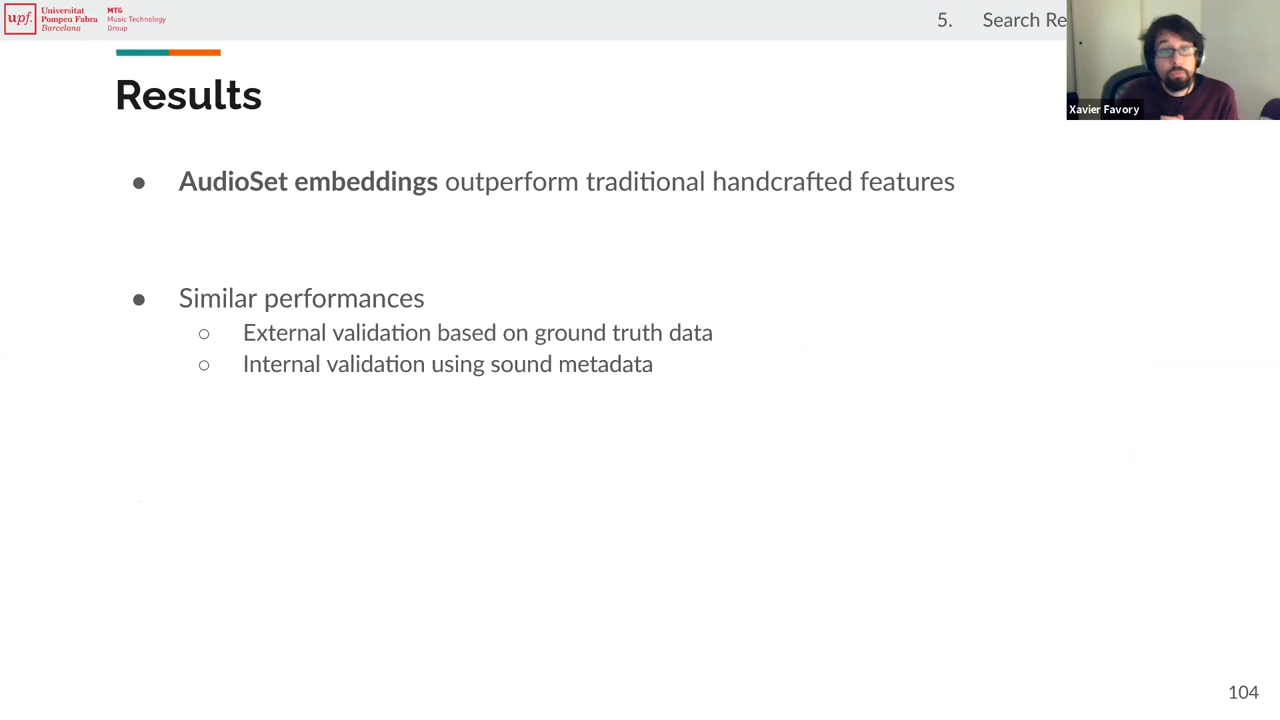 upf.
Universitat
Pompeu Fabra
Barcelona
MTG
Music Technology
Group
5. Search Re
Xavier Favory
Results
● AudioSet embeddings outperform traditional handcrafted features
● Similar performances
○ External validation based on ground truth data
○ Internal validation using sound metadata
104